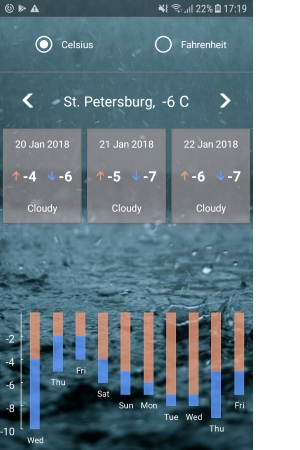 22% 17:19
Celsius Fahrenheit
St. Petersburg, -6 C
20 Jan 2018 21 Jan 2018 22 Jan 2018
↑-4 ↓-6 ↑-5 ↓-7 ↑-6 ↓-7
Cloudy Cloudy Cloudy
-2
-4
-6
-8
-10
Wed Thu Fri Sat Sun Mon Tue Wed Thu Fri